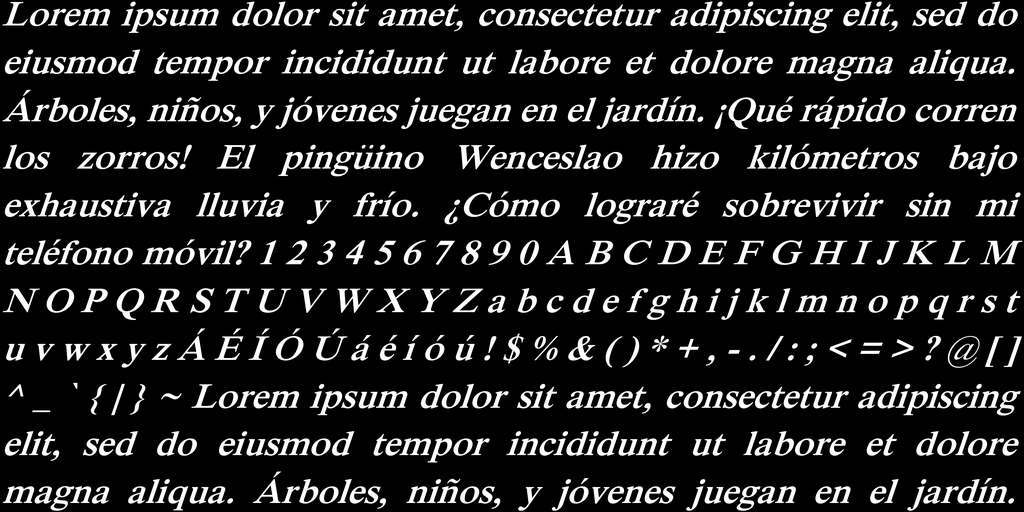 Lorem ipsum dolor sit amet, consectetur adipiscing elit, sed do
eiusmod tempor incididunt ut labore et dolore magna aliqua.
Árboles, niños, y jóvenes juegan en el jardín. ¡Qué rápido corren
los zorros! El pingüino Wenceslao hizo kilómetros bajo
exhaustiva lluvia y frío. ¿Cómo lograré sobrevivir sin mi
teléfono móvil? 1 2 3 4 5 6 7 8 9 0 A B C D E F G H I J K L M
N O P Q R S T U V W X Y Z a b c d e f g h i j k l m n o p q r s t
u v w x y z Á É Í Ó Ú á é í ó ú ! $ % & ( ) * + , - . / : ; < = > ? @ [ ]
^ _ ` { | } ~ Lorem ipsum dolor sit amet, consectetur adipiscing
elit, sed do eiusmod tempor incididunt ut labore et dolore
magna aliqua. Árboles, niños, y jóvenes juegan en el jardín.